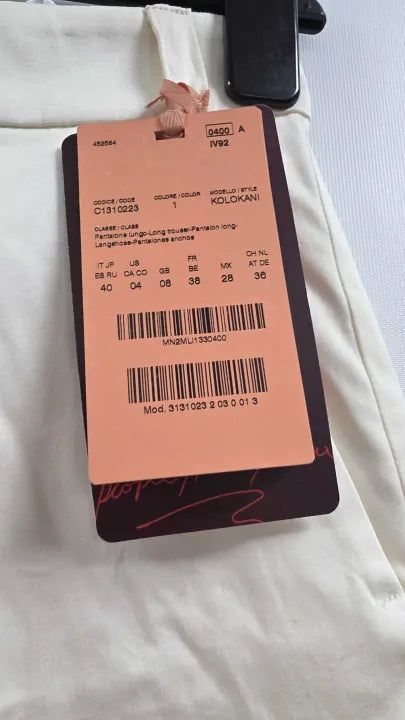 452584
0400 A
IV92
CODICE / CODE COLORE / COLOR MODELLO / STYLE
C1310223 1 KOLOKANI
CLASSE / CLASS
Pantalone lungo-Long trouser-Pantalon long-
Langehose-Pantalones anchos
IT JP US FR CH NL
ES RU CA CO GB BE MX AT DE
40 04 08 38 28 36
MN2MLI1330400
Mod. 3131023 2 03 0 01 3